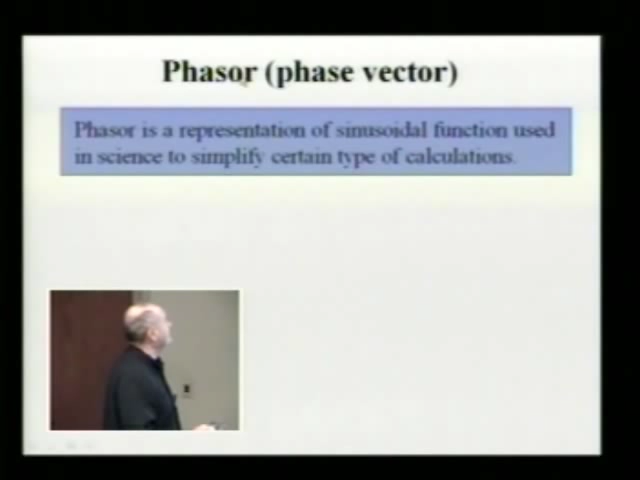 Phasor (phase vector)
Phasor is a representation of sinusoidal function used
in science to simplify certain type of calculations.